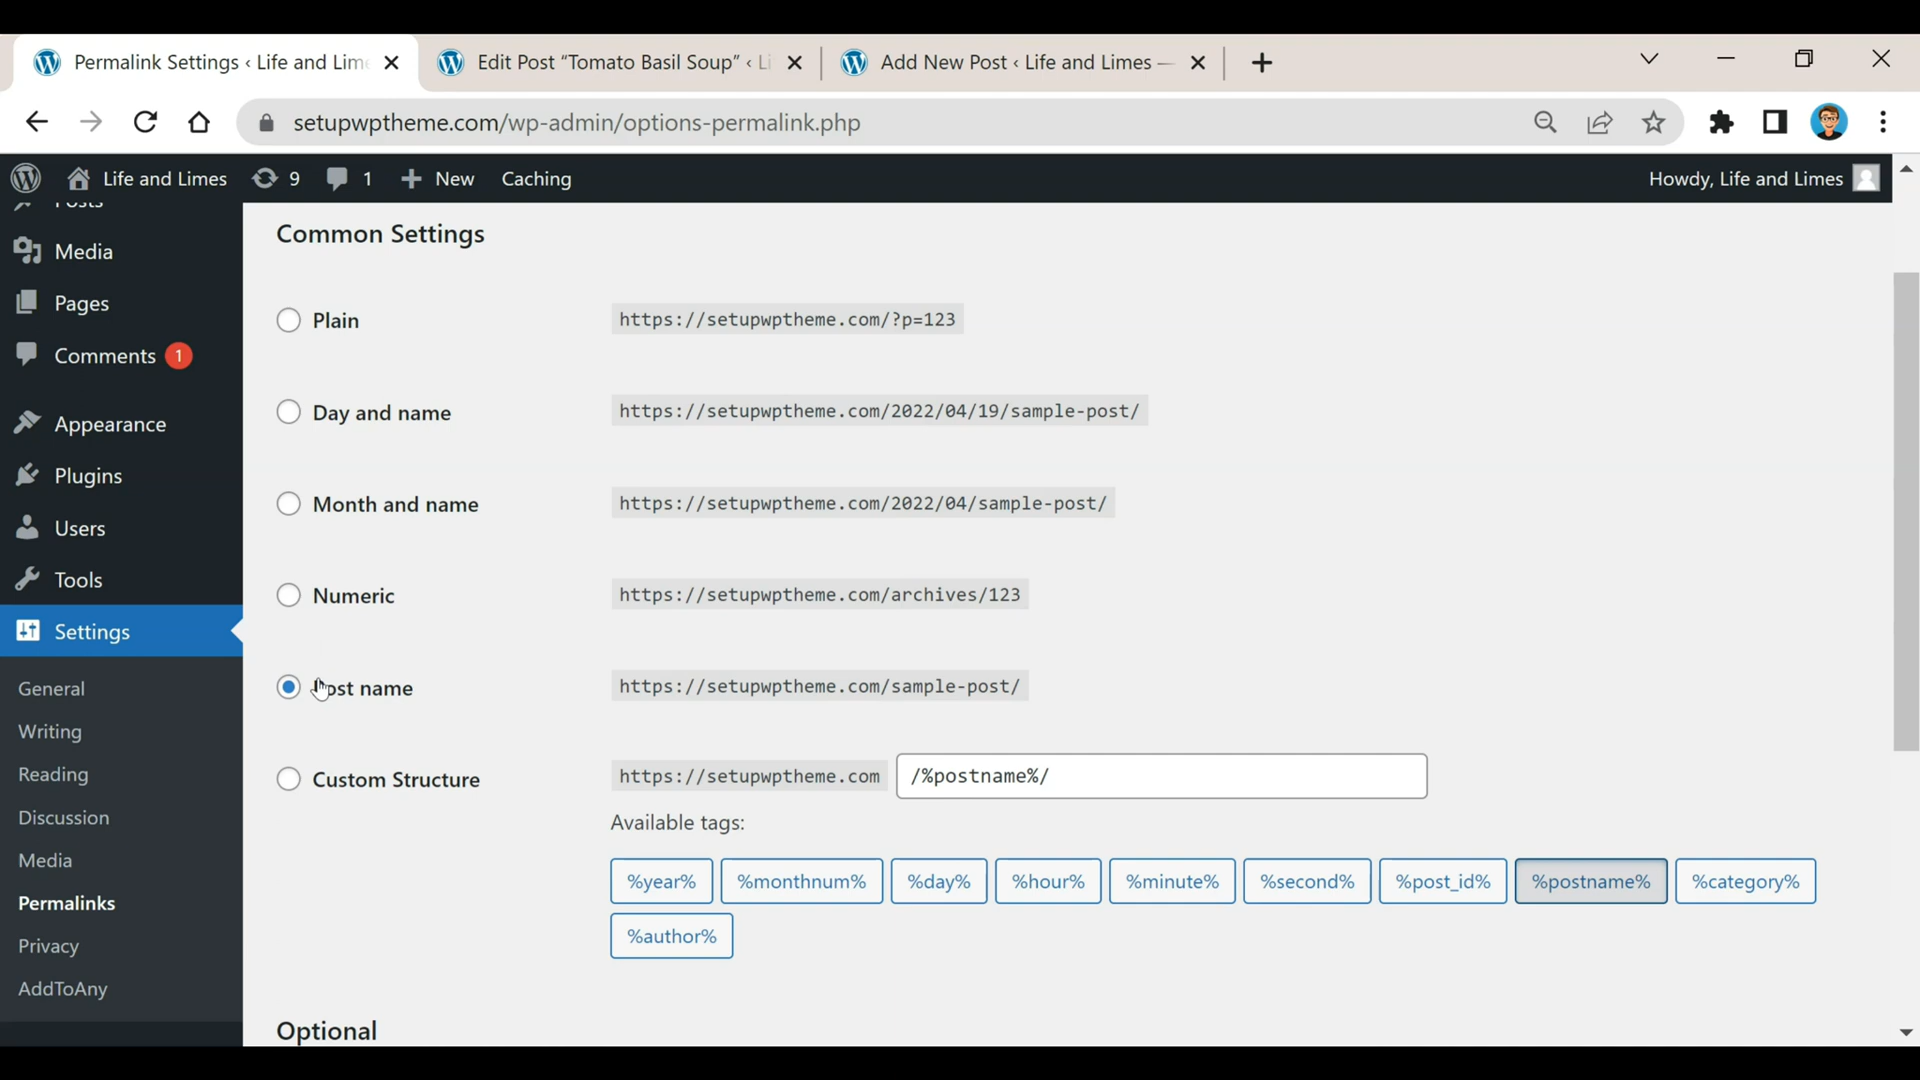 Permalink Settings ‹ Life and Lime
Edit Post “Tomato Basil Soup” ‹ Li
Add New Post ‹ Life and Limes —
setupwptheme.com/wp-admin/options-permalink.php
Life and Limes 9 1 New Caching Howdy, Life and Limes
Posts
Media
Pages
Comments 1
Appearance
Plugins
Users
Tools
Settings
General
Writing
Reading
Discussion
Media
Permalinks
Privacy
AddToAny
Common Settings
Plain https://setupwptheme.com/?p=123
Day and name https://setupwptheme.com/2022/04/19/sample-post/
Month and name https://setupwptheme.com/2022/04/sample-post/
Numeric https://setupwptheme.com/archives/123
Post name https://setupwptheme.com/sample-post/
Custom Structure https://setupwptheme.com /%postname%/
Available tags:
%year% %monthnum% %day% %hour% %minute% %second% %post_id% %postname% %category%
%author%
Optional